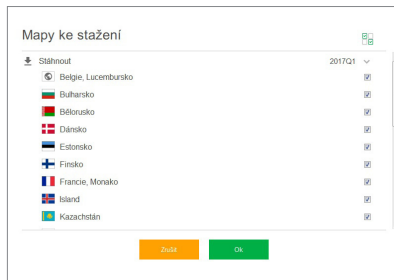 Mapy ke stažení
Stáhnout 2017Q1
Belgie, Lucembursko
Bulharsko
Bělorusko
Dánsko
Estonsko
Finsko
Francie, Monako
Island
Kazachstán
Zrušit Ok